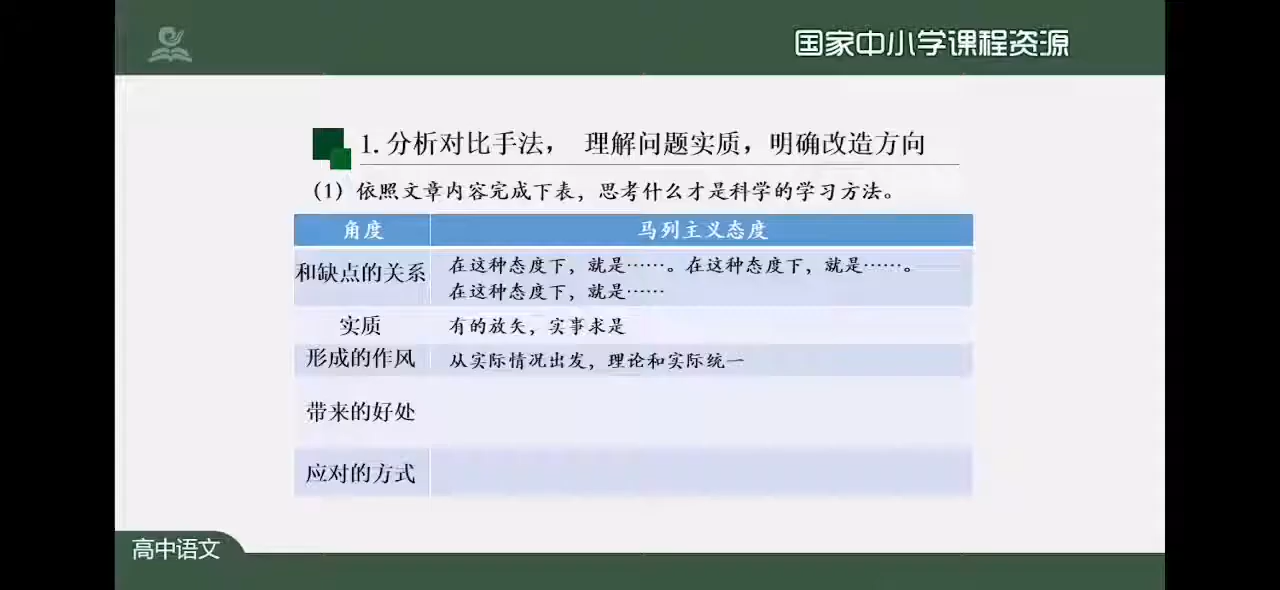 国家中小学课程资源
1.分析对比手法， 理解问题实质，明确改造方向
（1）依照文章内容完成下表，思考什么才是科学的学习方法。
角度 马列主义态度
和缺点的关系 在这种态度下，就是……。在这种态度下，就是……。
在这种态度下，就是……
实质 有的放矢，实事求是
形成的作风 从实际情况出发，理论和实际统一
带来的好处
应对的方式
高中语文